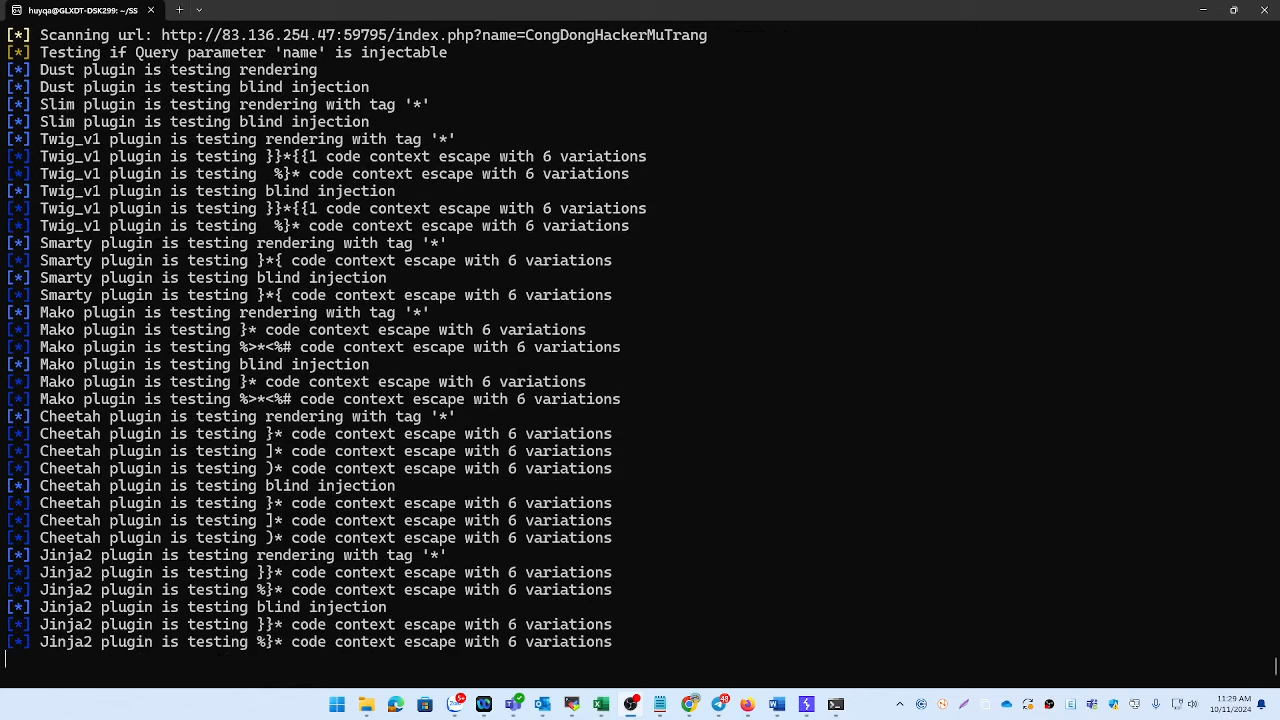 huyqa@GLXDT-DSK299: ~/SS
[*] Scanning url: http://83.136.254.47:59795/index.php?name=CongDongHackerMuTrang
[*] Testing if Query parameter 'name' is injectable
[*] Dust plugin is testing rendering
[*] Dust plugin is testing blind injection
[*] Slim plugin is testing rendering with tag '*'
[*] Slim plugin is testing blind injection
[*] Twig_v1 plugin is testing rendering with tag '*'
[*] Twig_v1 plugin is testing }}*{{1 code context escape with 6 variations
[*] Twig_v1 plugin is testing  %}* code context escape with 6 variations
[*] Twig_v1 plugin is testing blind injection
[*] Twig_v1 plugin is testing }}*{{1 code context escape with 6 variations
[*] Twig_v1 plugin is testing  %}* code context escape with 6 variations
[*] Smarty plugin is testing rendering with tag '*'
[*] Smarty plugin is testing }*{ code context escape with 6 variations
[*] Smarty plugin is testing blind injection
[*] Smarty plugin is testing }*{ code context escape with 6 variations
[*] Mako plugin is testing rendering with tag '*'
[*] Mako plugin is testing }* code context escape with 6 variations
[*] Mako plugin is testing %>*<%# code context escape with 6 variations
[*] Mako plugin is testing blind injection
[*] Mako plugin is testing }* code context escape with 6 variations
[*] Mako plugin is testing %>*<%# code context escape with 6 variations
[*] Cheetah plugin is testing rendering with tag '*'
[*] Cheetah plugin is testing }* code context escape with 6 variations
[*] Cheetah plugin is testing ]* code context escape with 6 variations
[*] Cheetah plugin is testing )* code context escape with 6 variations
[*] Cheetah plugin is testing blind injection
[*] Cheetah plugin is testing }* code context escape with 6 variations
[*] Cheetah plugin is testing ]* code context escape with 6 variations
[*] Cheetah plugin is testing )* code context escape with 6 variations
[*] Jinja2 plugin is testing rendering with tag '*'
[*] Jinja2 plugin is testing }}* code context escape with 6 variations
[*] Jinja2 plugin is testing %}* code context escape with 6 variations
[*] Jinja2 plugin is testing blind injection
[*] Jinja2 plugin is testing }}* code context escape with 6 variations
[*] Jinja2 plugin is testing %}* code context escape with 6 variations
5+
48
11:29 AM
10/11/2024